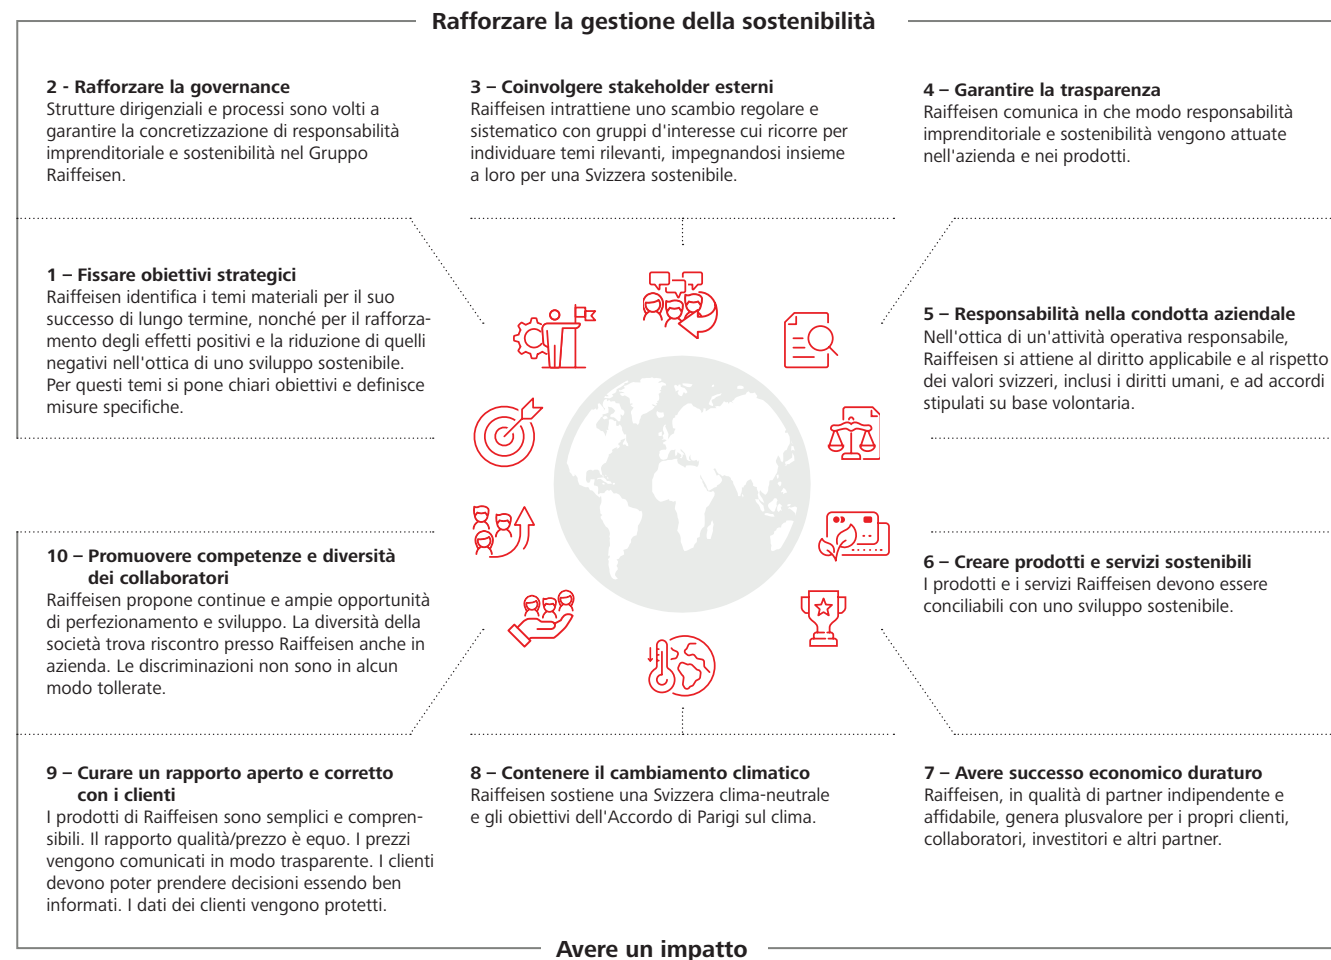 Rafforzare la gestione della sostenibilità
2 - Rafforzare la governance
Strutture dirigenziali e processi sono volti a
garantire la concretizzazione di responsabilità
imprenditoriale e sostenibilità nel Gruppo
Raiffeisen.
3 – Coinvolgere stakeholder esterni
Raiffeisen intrattiene uno scambio regolare e
sistematico con gruppi d'interesse cui ricorre per
individuare temi rilevanti, impegnandosi insieme
a loro per una Svizzera sostenibile.
4 – Garantire la trasparenza
Raiffeisen comunica in che modo responsabilità
imprenditoriale e sostenibilità vengono attuate
nell'azienda e nei prodotti.
1 – Fissare obiettivi strategici
Raiffeisen identifica i temi materiali per il suo
successo di lungo termine, nonché per il rafforza-
mento degli effetti positivi e la riduzione di quelli
negativi nell'ottica di uno sviluppo sostenibile.
Per questi temi si pone chiari obiettivi e definisce
misure specifiche.
5 – Responsabilità nella condotta aziendale
Nell'ottica di un'attività operativa responsabile,
Raiffeisen si attiene al diritto applicabile e al rispetto
dei valori svizzeri, inclusi i diritti umani, e ad accordi
stipulati su base volontaria.
10 – Promuovere competenze e diversità
dei collaboratori
Raiffeisen propone continue e ampie opportunità
di perfezionamento e sviluppo. La diversità della
società trova riscontro presso Raiffeisen anche in
azienda. Le discriminazioni non sono in alcun
modo tollerate.
6 – Creare prodotti e servizi sostenibili
I prodotti e i servizi Raiffeisen devono essere
conciliabili con uno sviluppo sostenibile.
9 – Curare un rapporto aperto e corretto
con i clienti
I prodotti di Raiffeisen sono semplici e compren-
sibili. Il rapporto qualità/prezzo è equo. I prezzi
vengono comunicati in modo trasparente. I clienti
devono poter prendere decisioni essendo ben
informati. I dati dei clienti vengono protetti.
8 – Contenere il cambiamento climatico
Raiffeisen sostiene una Svizzera clima-neutrale
e gli obiettivi dell'Accordo di Parigi sul clima.
7 – Avere successo economico duraturo
Raiffeisen, in qualità di partner indipendente e
affidabile, genera plusvalore per i propri clienti,
collaboratori, investitori e altri partner.
Avere un impatto